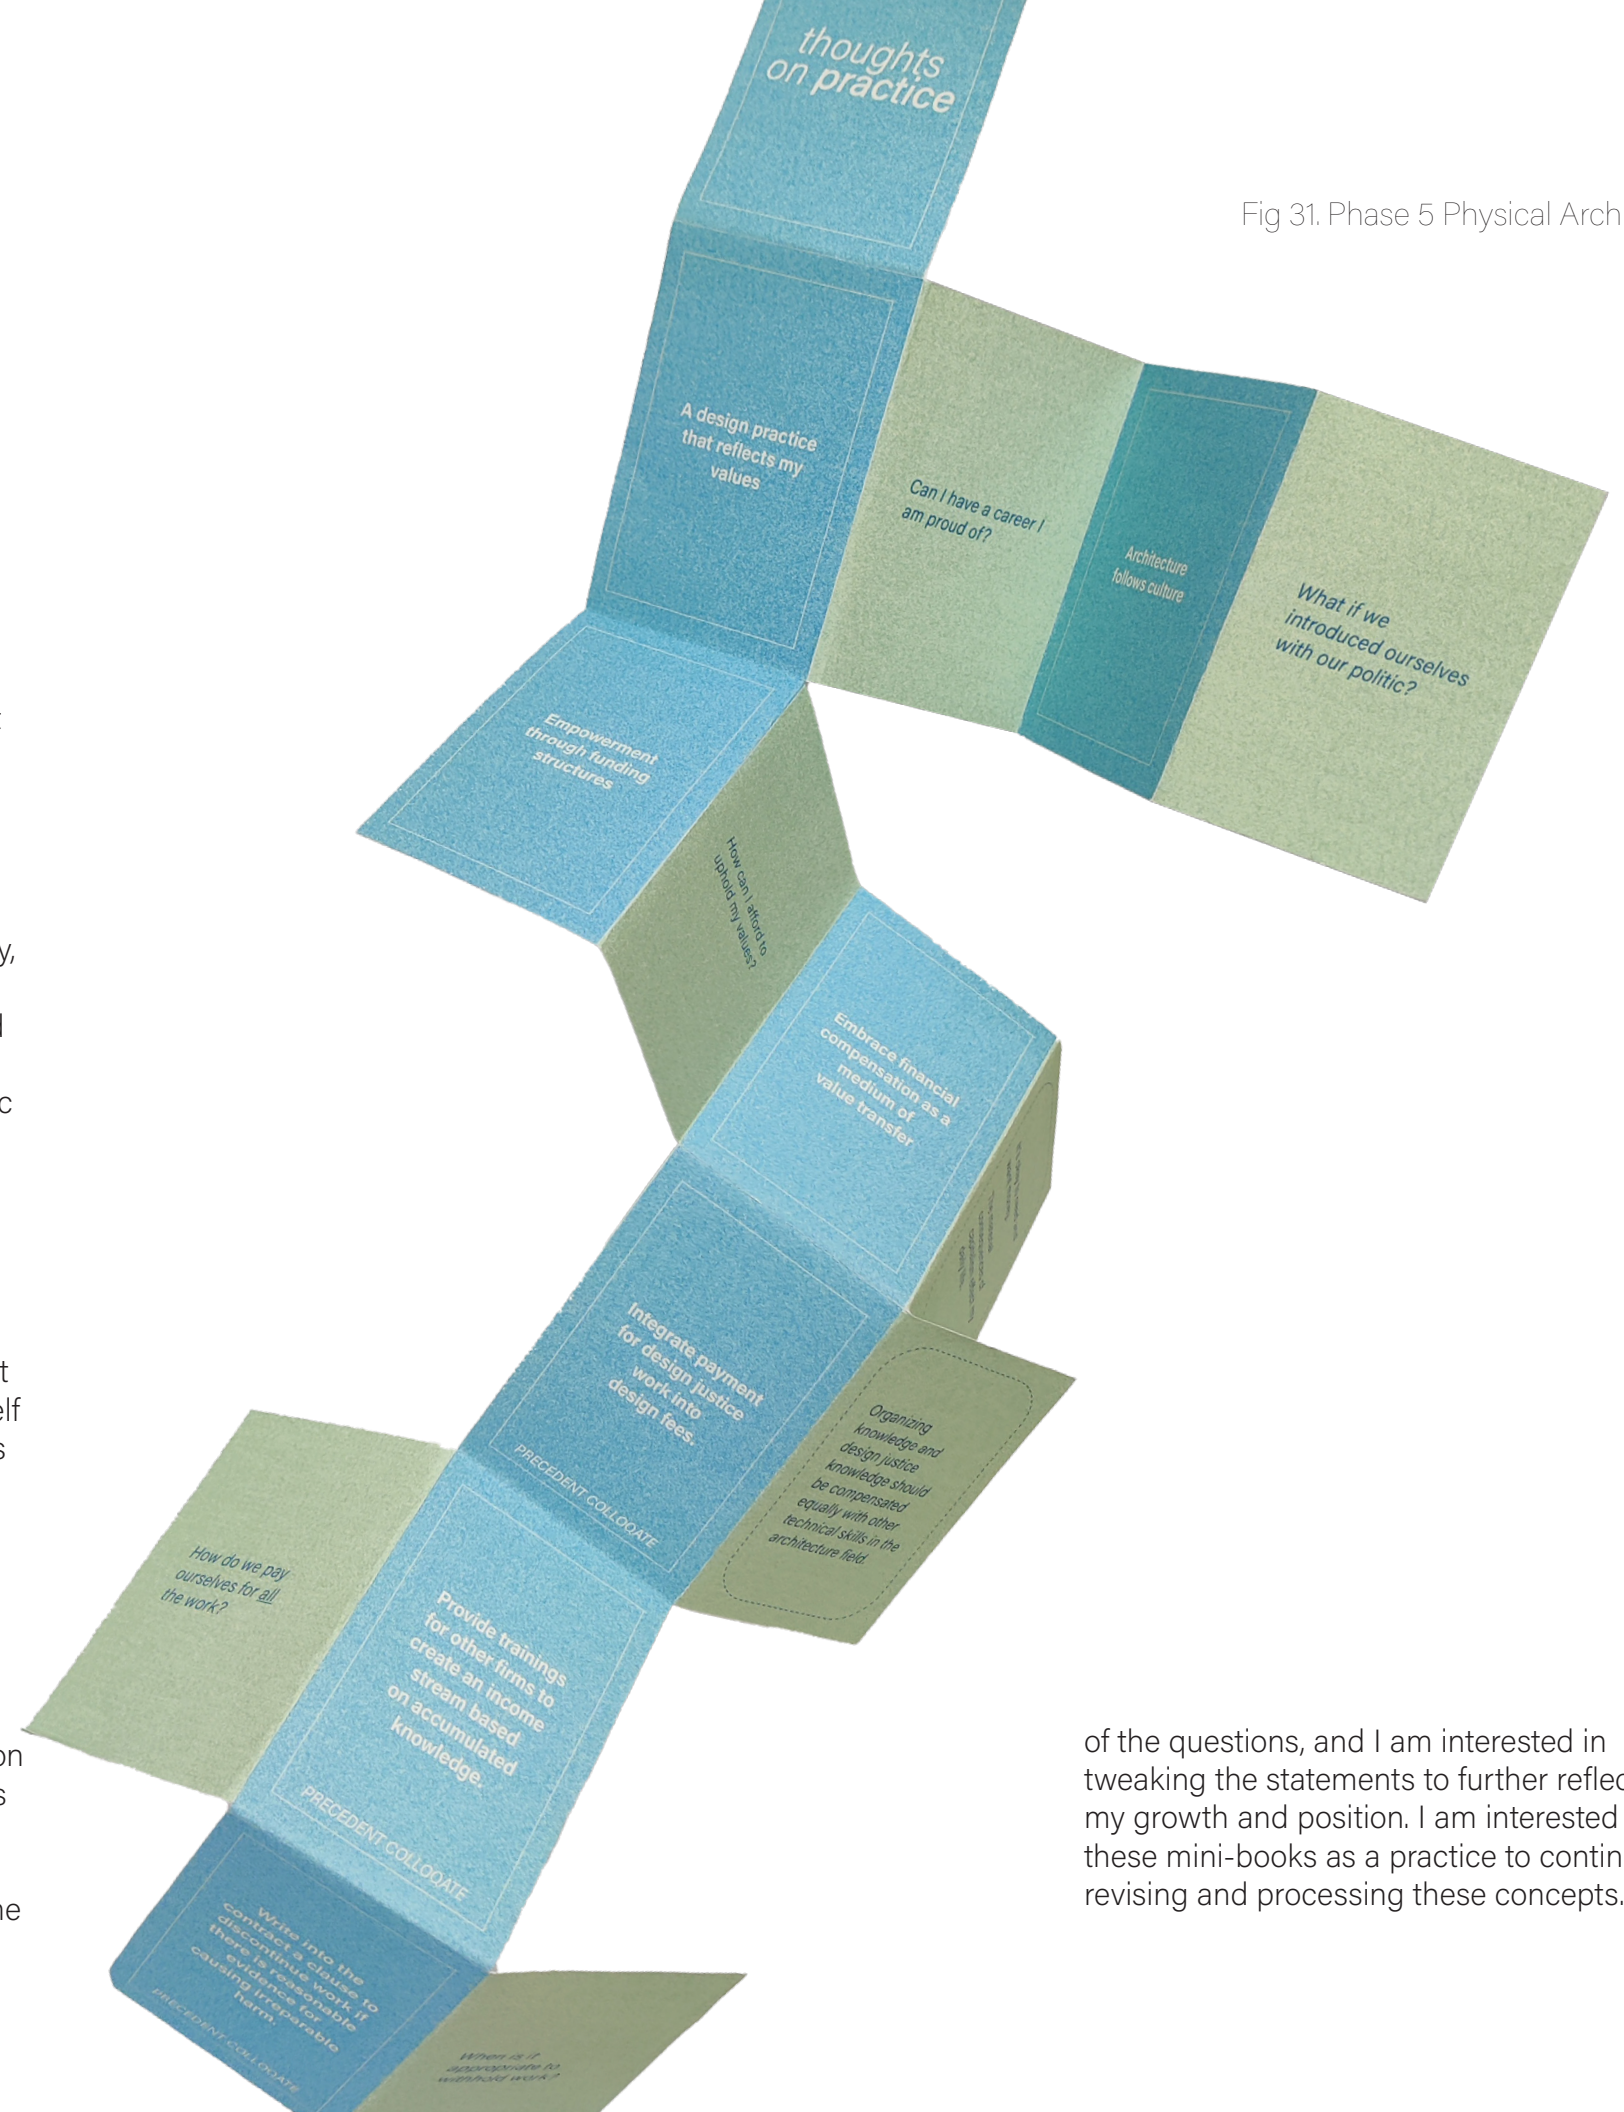 thoughts
on practice
Fig 31. Phase 5 Physical Arch
A design practice
that reflects my
values
Can I have a career I
am proud of?
Architecture
follows culture
What if we
introduced ourselves
with our politic?
Empowerment
through funding
structures
How can I afford to
uphold my values?
Embrace financial
compensation as a
medium of
value transfer
Integrate payment
for design justice
work into
design fees.
PRECEDENT COLLOQATE
Organizing
knowledge and
design justice
knowledge should
be compensated
equally with other
technical skills in the
architecture field.
How do we pay
ourselves for all
the work?
Provide trainings
for other firms to
create an income
stream based
on accumulated
knowledge.
PRECEDENT COLLOQATE
Write into the
contract a clause to
discontinue work if
there is reasonable
evidence for
causing irreparable
harm.
PRECEDENT COLLOQATE
When is it
appropriate to
withhold work?
of the questions, and I am interested in
tweaking the statements to further reflec
my growth and position. I am interested
these mini-books as a practice to contin
revising and processing these concepts.